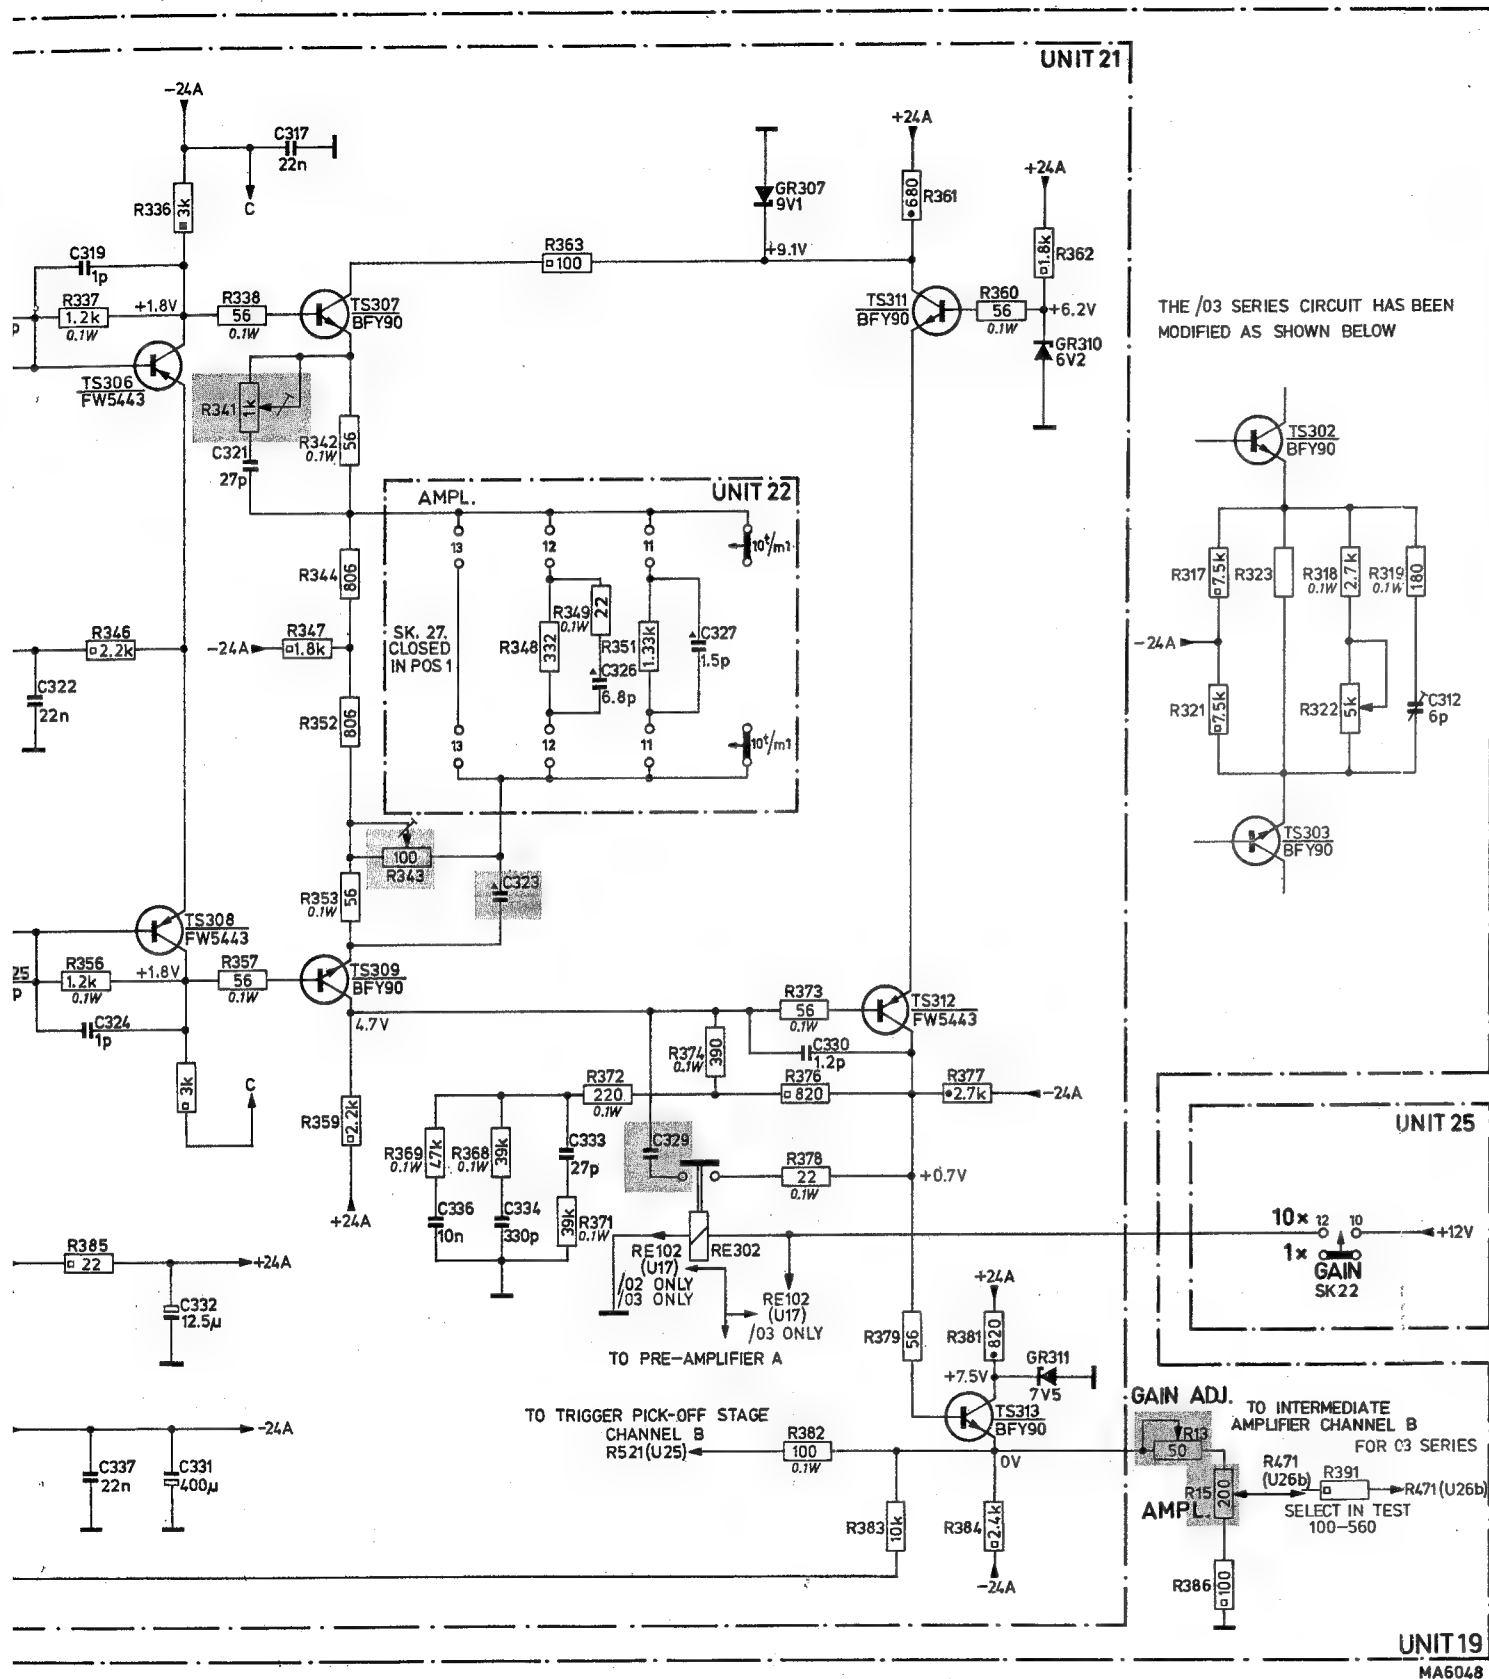 UNIT 21
-24A
C317
22n
R336
3k
C
C319
1p
R337
1.2k
0.1W
+1.8V
R338
56
0.1W
TS307
BFY90
p
TS306
FW5443
R363
100
GR307
9V1
+9.1V
+24A
680
R361
+24A
1.8k
R362
TS311
BFY90
R360
56
0.1W
+6.2V
GR310
6V2
THE /03 SERIES CIRCUIT HAS BEEN
MODIFIED AS SHOWN BELOW
R341
1k
R342
0.1W
56
C321
27p
TS302
BFY90
AMPL.
UNIT 22
13
12
11
10t/m1
R344
806
R349
0.1W
22
R348
332
R351
1.33k
C327
1.5p
C326
6.8p
SK. 27.
CLOSED
IN POS 1
R346
2.2k
-24A
R347
1.8k
C322
22n
R352
806
13
12
11
10t/m1
R317
7.5k
R323
R318
0.1W
2.7k
R319
0.1W
180
-24A
R321
7.5k
R322
5k
C312
6p
TS303
BFY90
100
R343
C323
R353
0.1W
56
TS308
FW5443
25
p
R356
1.2k
0.1W
+1.8V
R357
56
0.1W
TS309
BFY90
C324
1p
4.7V
3k
C
R359
2.2k
+24A
R373
56
0.1W
TS312
FW5443
R374
0.1W
390
C330
1.2p
R372
220
0.1W
R376
820
R377
2.7k
-24A
R369
0.1W
47k
R368
0.1W
39k
C333
27p
C329
R378
22
0.1W
+0.7V
C336
10n
C334
330p
39k
R371
0.1W
UNIT 25
10x
12
10
+12V
1x
GAIN
SK22
R385
22
+24A
C332
12.5µ
RE102
(U17)
/02 ONLY
/03 ONLY
RE302
RE102
(U17)
/03 ONLY
TO PRE-AMPLIFIER A
+24A
R379
56
R381
820
GR311
7V5
+7.5V
TS313
BFY90
-24A
C337
22n
C331
400µ
TO TRIGGER PICK-OFF STAGE
CHANNEL B
R521(U25)
R382
100
0.1W
0V
GAIN ADJ.
R13
50
TO INTERMEDIATE
AMPLIFIER CHANNEL B
FOR 03 SERIES
R471
(U26b)
R391
R471(U26b)
R15
200
AMPL.
SELECT IN TEST
100-560
R383
10k
R384
2.4k
-24A
R386
100
UNIT 19
MA6048